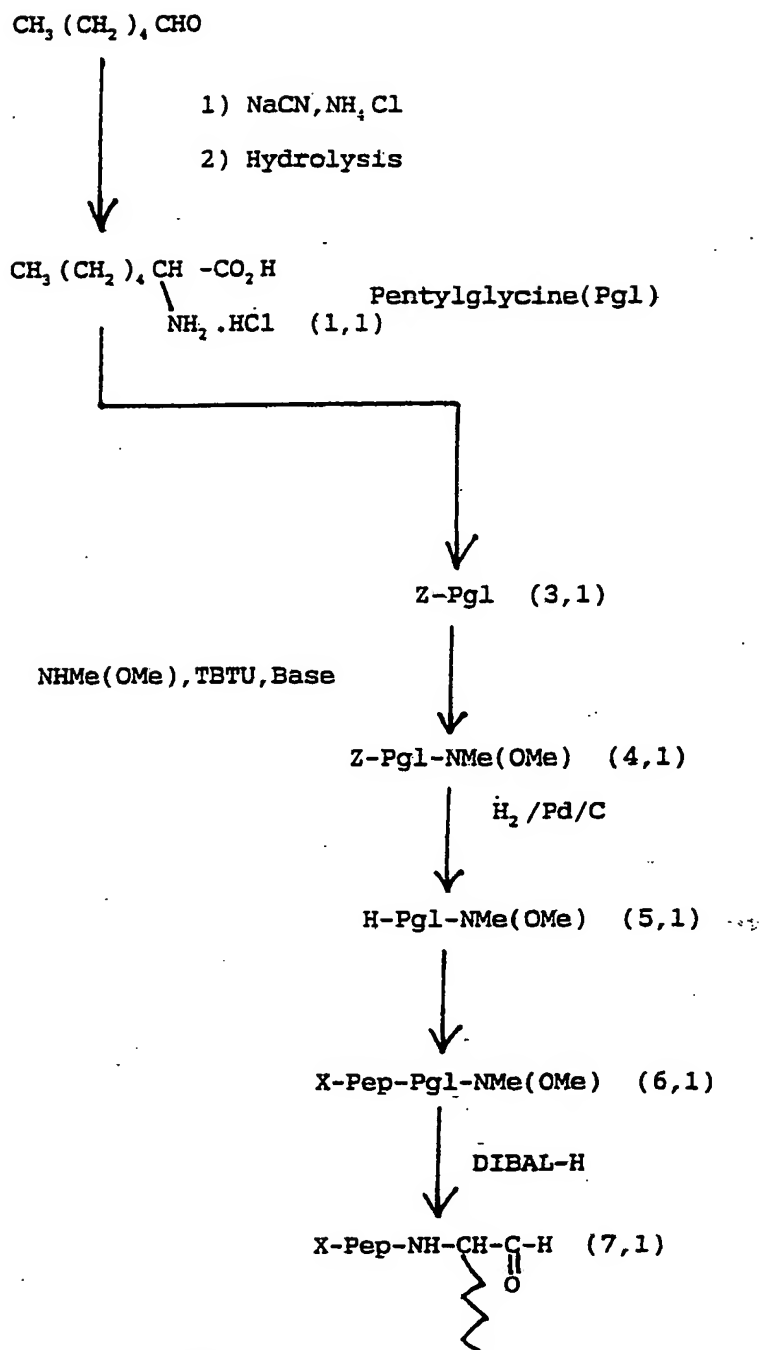 CH₃(CH₂)₄CHO
1) NaCN,NH₄Cl
2) Hydrolysis
CH₃(CH₂)₄CH-CO₂H
Pentylglycine(Pgl)
NH₂.HCl (1,1)
Z-Pgl (3,1)
NHMe(OMe),TBTU,Base
Z-Pgl-NMe(OMe) (4,1)
H₂/Pd/C
H-Pgl-NMe(OMe) (5,1)
X-Pep-Pgl-NMe(OMe) (6,1)
DIBAL-H
X-Pep-NH-CH-C-H (7,1)
O